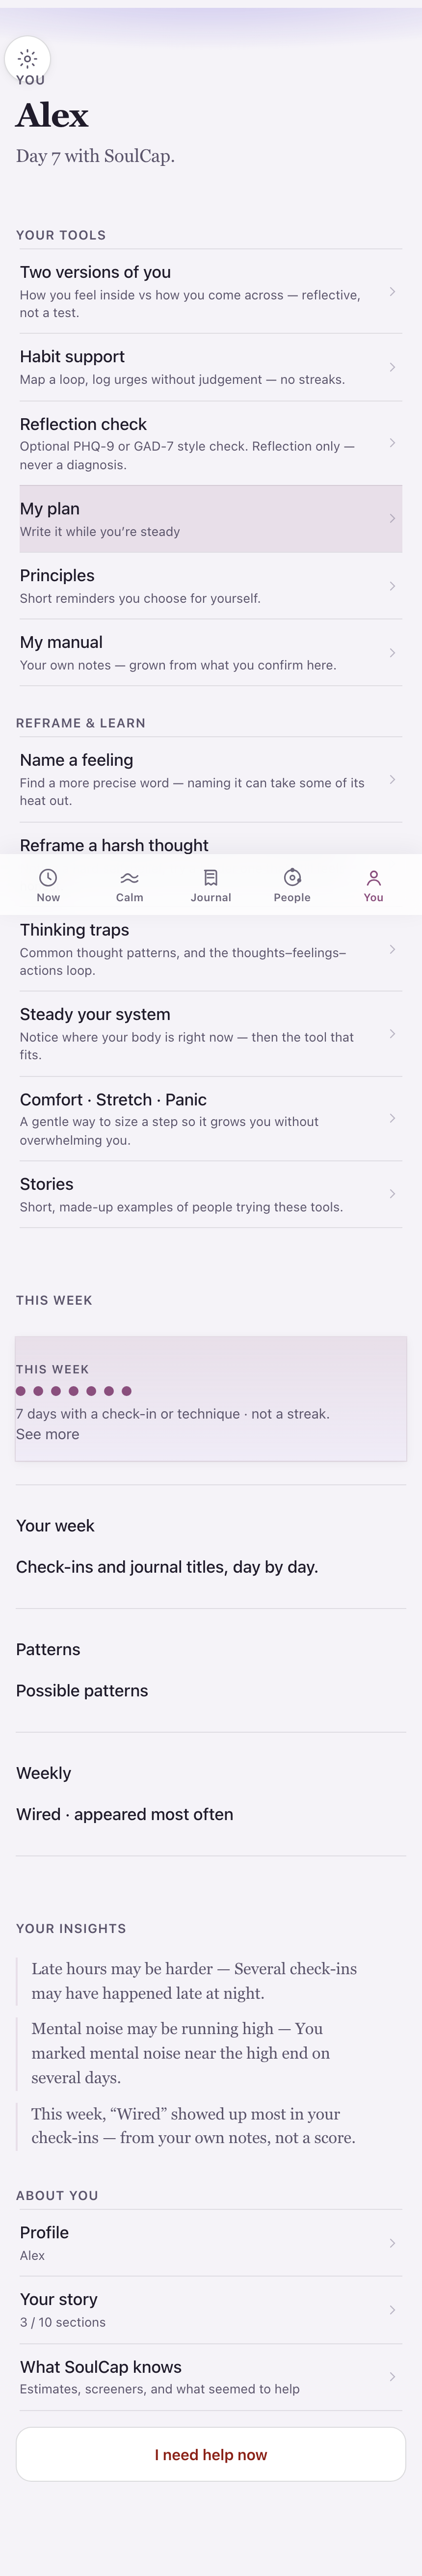 YOU
Alex
Day 7 with SoulCap.
YOUR TOOLS
Two versions of you
How you feel inside vs how you come across — reflective,
not a test.
Habit support
Map a loop, log urges without judgement — no streaks.
Reflection check
Optional PHQ-9 or GAD-7 style check. Reflection only —
never a diagnosis.
My plan
Write it while you’re steady
Principles
Short reminders you choose for yourself.
My manual
Your own notes — grown from what you confirm here.
REFRAME & LEARN
Name a feeling
Find a more precise word — naming it can take some of its
heat out.
Reframe a harsh thought
Now
Calm
Journal
People
You
Thinking traps
Common thought patterns, and the thoughts–feelings–
actions loop.
Steady your system
Notice where your body is right now — then the tool that
fits.
Comfort · Stretch · Panic
A gentle way to size a step so it grows you without
overwhelming you.
Stories
Short, made-up examples of people trying these tools.
THIS WEEK
THIS WEEK
7 days with a check-in or technique · not a streak.
See more
Your week
Check-ins and journal titles, day by day.
Patterns
Possible patterns
Weekly
Wired · appeared most often
YOUR INSIGHTS
Late hours may be harder — Several check-ins
may have happened late at night.
Mental noise may be running high — You
marked mental noise near the high end on
several days.
This week, “Wired” showed up most in your
check-ins — from your own notes, not a score.
ABOUT YOU
Profile
Alex
Your story
3 / 10 sections
What SoulCap knows
Estimates, screeners, and what seemed to help
I need help now